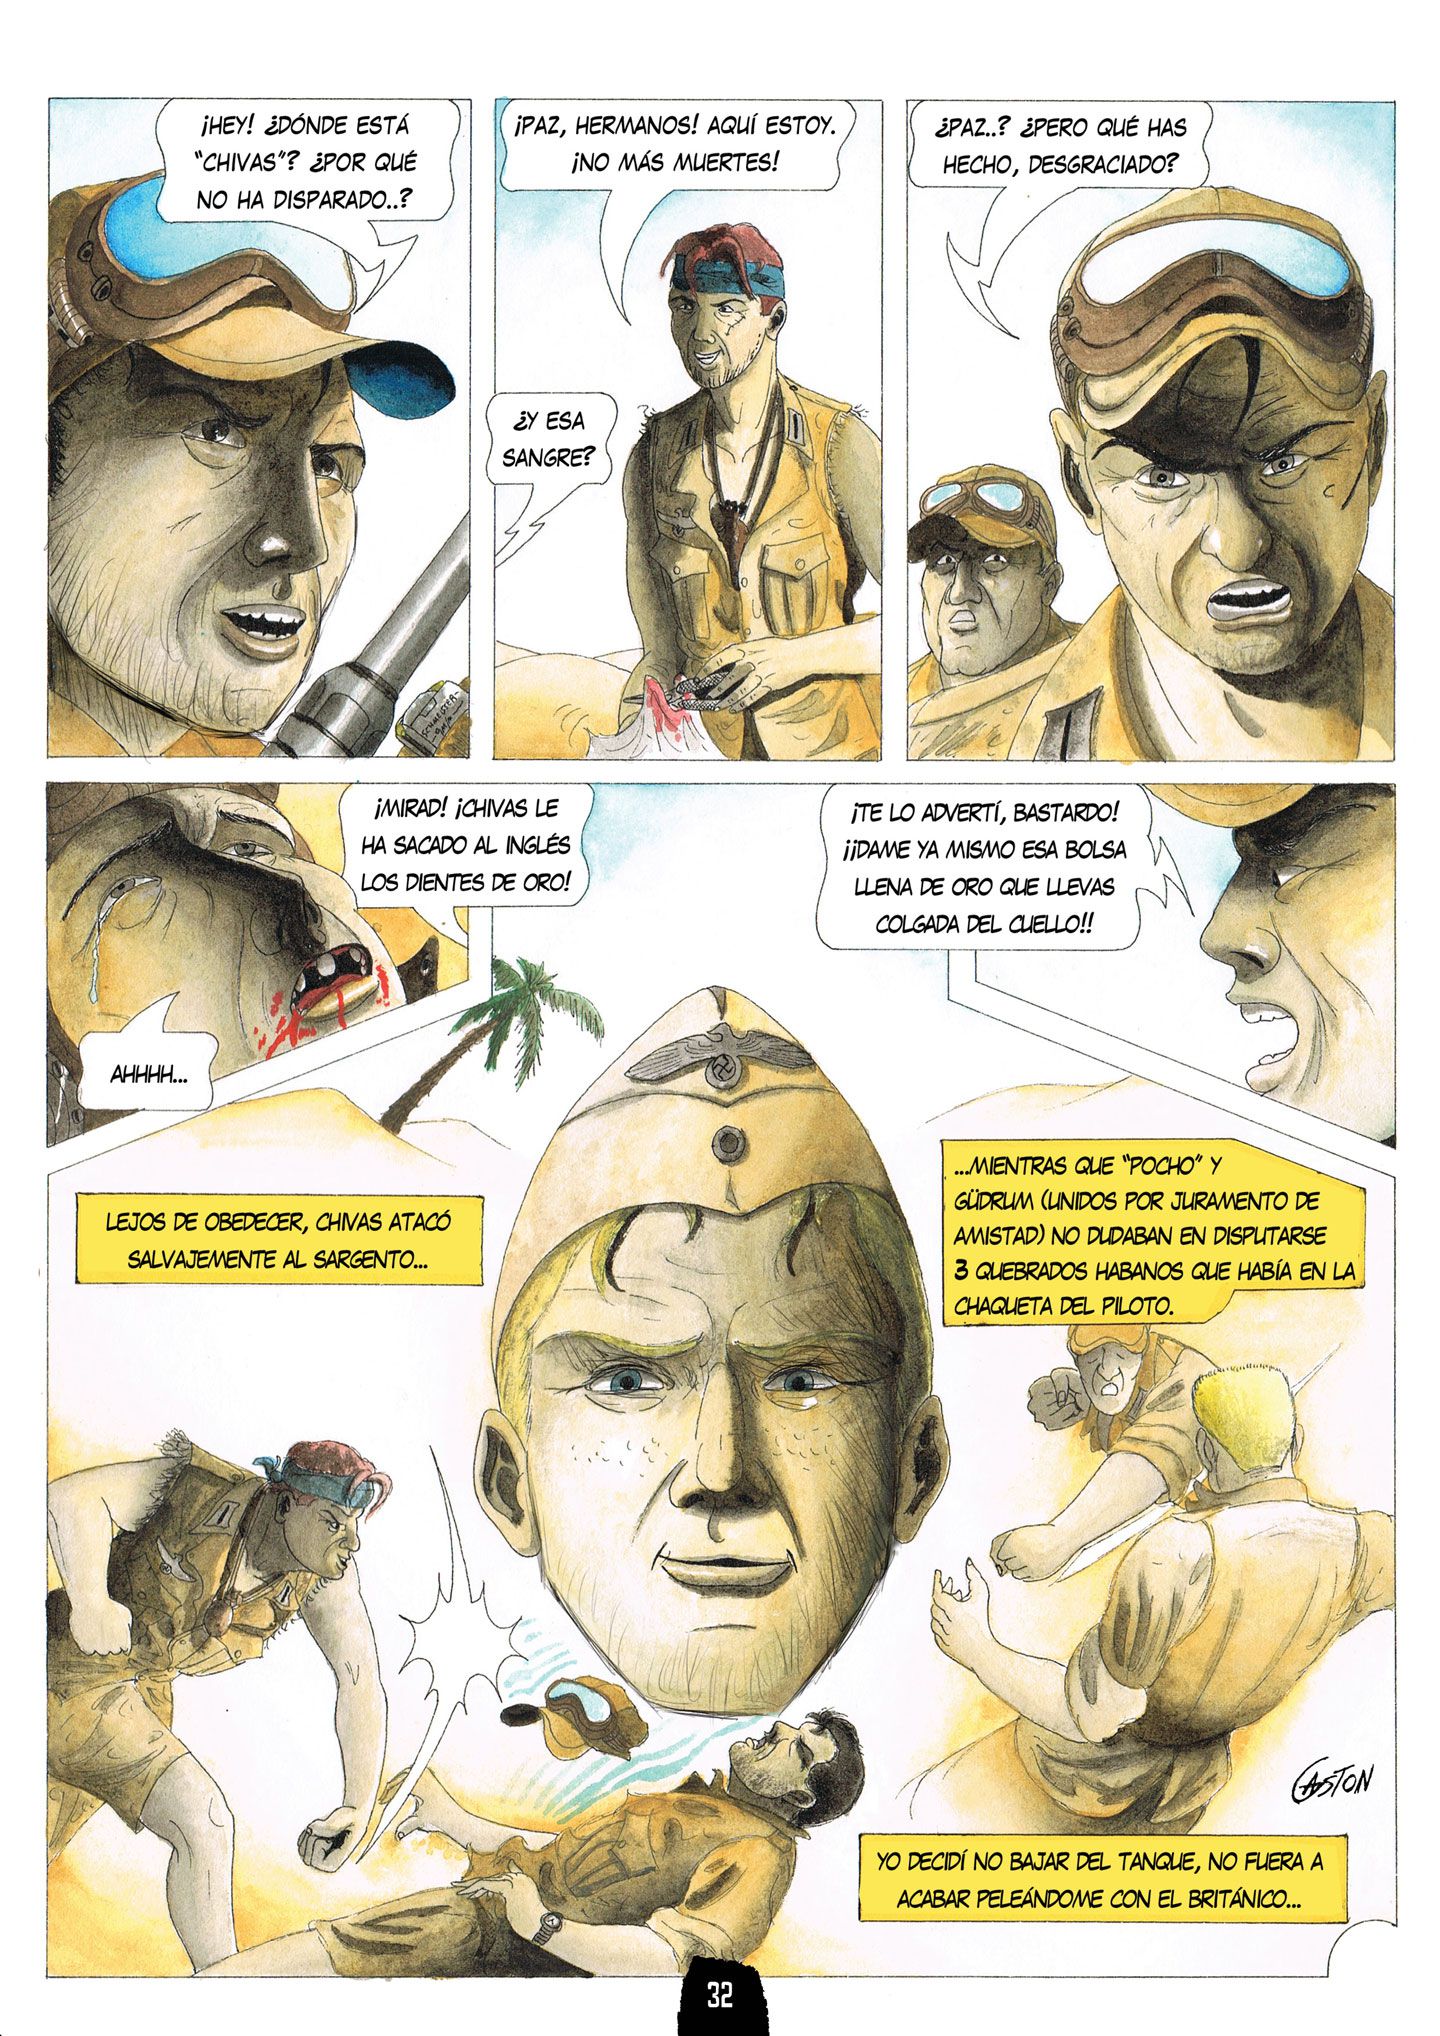 ¡HEY! ¿DÓNDE ESTÁ
"CHIVAS"? ¿POR QUÉ
NO HA DISPARADO..?
SCHMEISSER
9m/m
¡PAZ, HERMANOS! AQUÍ ESTOY.
¡NO MÁS MUERTES!
¿Y ESA
SANGRE?
¿PAZ..? ¿PERO QUÉ HAS
HECHO, DESGRACIADO?
¡MIRAD! ¡CHIVAS LE
HA SACADO AL INGLÉS
LOS DIENTES DE ORO!
AHHHH...
¡TE LO ADVERTÍ, BASTARDO!
¡¡DAME YA MISMO ESA BOLSA
LLENA DE ORO QUE LLEVAS
COLGADA DEL CUELLO!!
LEJOS DE OBEDECER, CHIVAS ATACÓ
SALVAJEMENTE AL SARGENTO...
...MIENTRAS QUE "POCHO" Y
GÜDRUM (UNIDOS POR JURAMENTO DE
AMISTAD) NO DUDABAN EN DISPUTARSE
3 QUEBRADOS HABANOS QUE HABÍA EN LA
CHAQUETA DEL PILOTO.
GASTON
YO DECIDÍ NO BAJAR DEL TANQUE, NO FUERA A
ACABAR PELEÁNDOME CON EL BRITÁNICO...
32